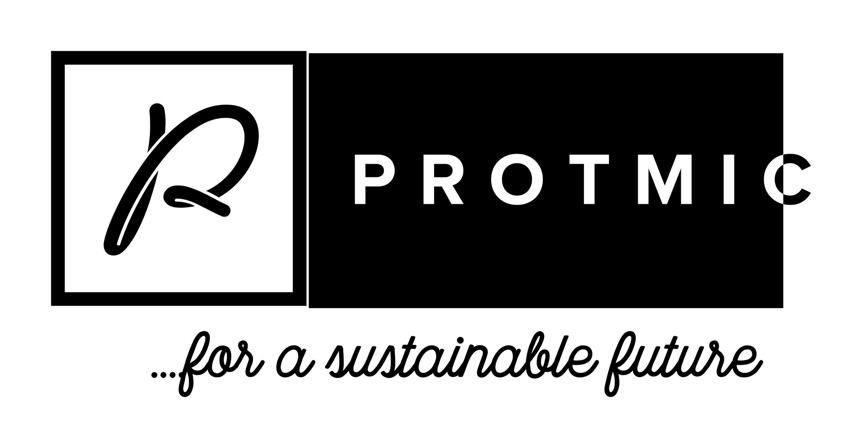 R
PROTMIC
....for a sustainable future